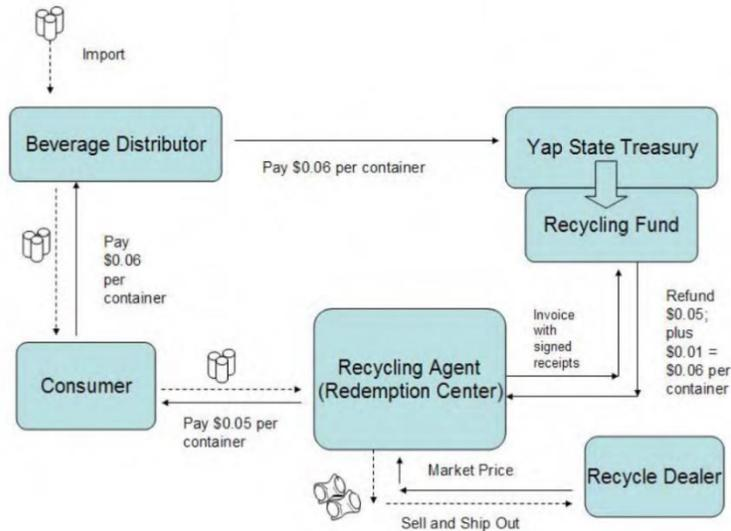 Import
Beverage Distributor
Pay $0.06 per container
Yap State Treasury
Recycling Fund
Pay
$0.06
per
container
Invoice
with
signed
receipts
Refund
$0.05;
plus
$0.01 =
$0.06 per
container
Consumer
Recycling Agent
(Redemption Center)
Pay $0.05 per
container
Market Price
Recycle Dealer
Sell and Ship Out